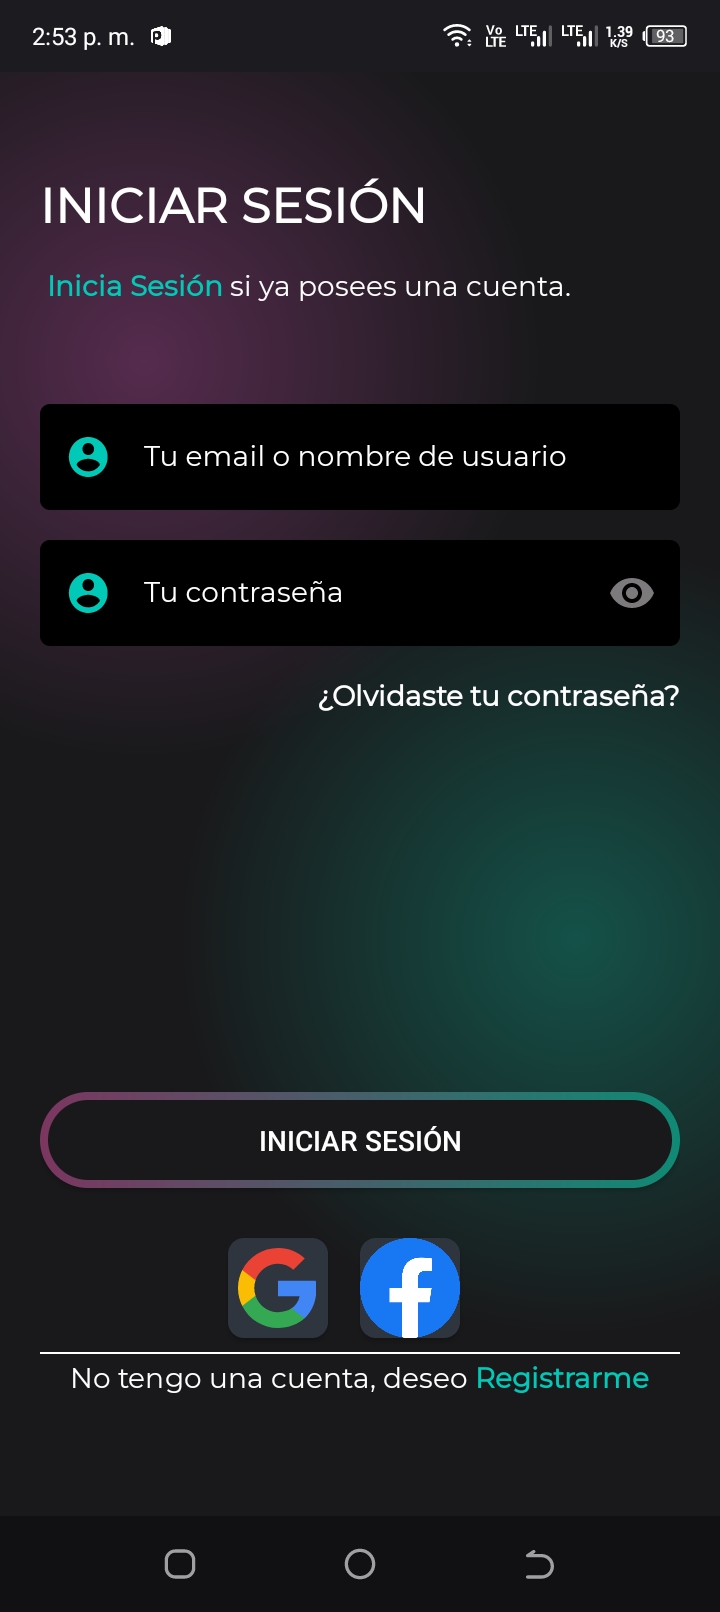 2:53 p. m.
Vo LTE LTE LTE 1.39 K/S 93
INICIAR SESIÓN
Inicia Sesión si ya posees una cuenta.
Tu email o nombre de usuario
Tu contraseña
¿Olvidaste tu contraseña?
INICIAR SESIÓN
No tengo una cuenta, deseo Registrarme